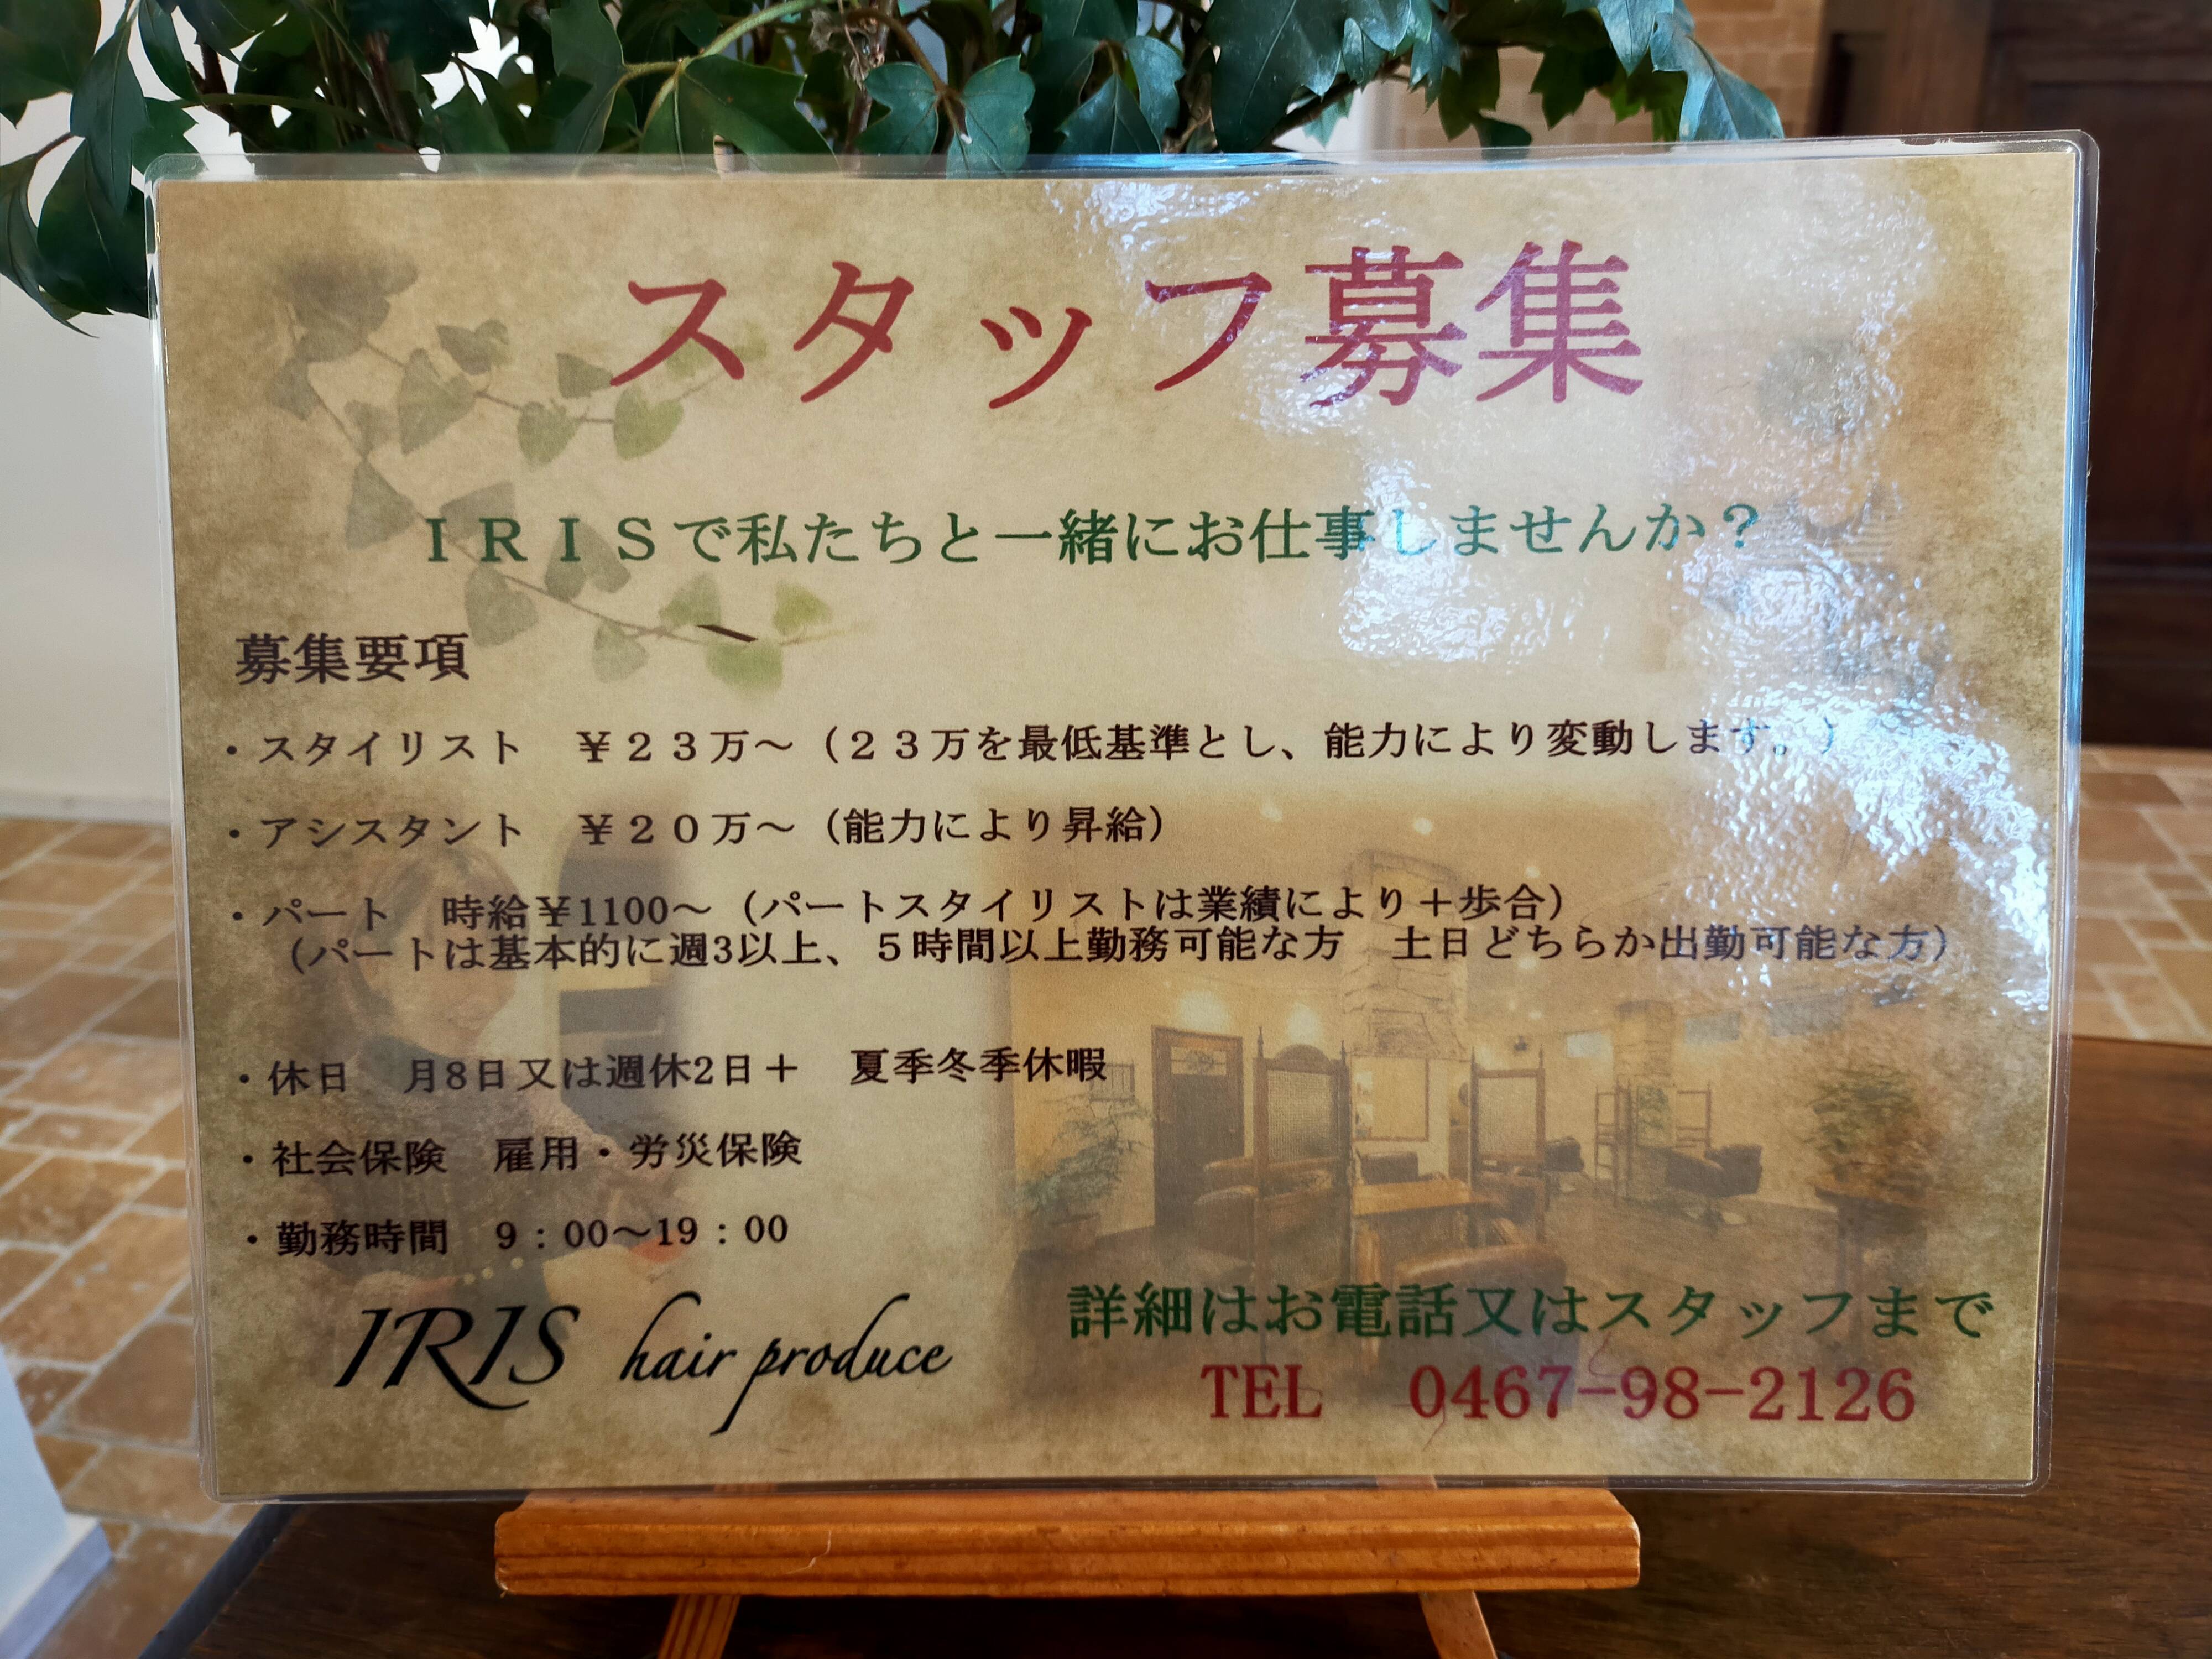 スタッフ募集
ＩＲＩＳで私たちと一緒にお仕事しませんか？
募集要項
・スタイリスト　￥２３万～（２３万を最低基準とし、能力により変動します。）
・アシスタント　￥２０万～（能力により昇給）
・パート　時給￥1100～（パートスタイリストは業績により＋歩合）
（パートは基本的に週3以上、５時間以上勤務可能な方　土日どちらか出勤可能な方）
・休日　月8日又は週休2日＋　夏季冬季休暇
・社会保険　雇用・労災保険
・勤務時間　9：00～19：00
IRIS hair produce
詳細はお電話又はスタッフまで
TEL　0467-98-2126